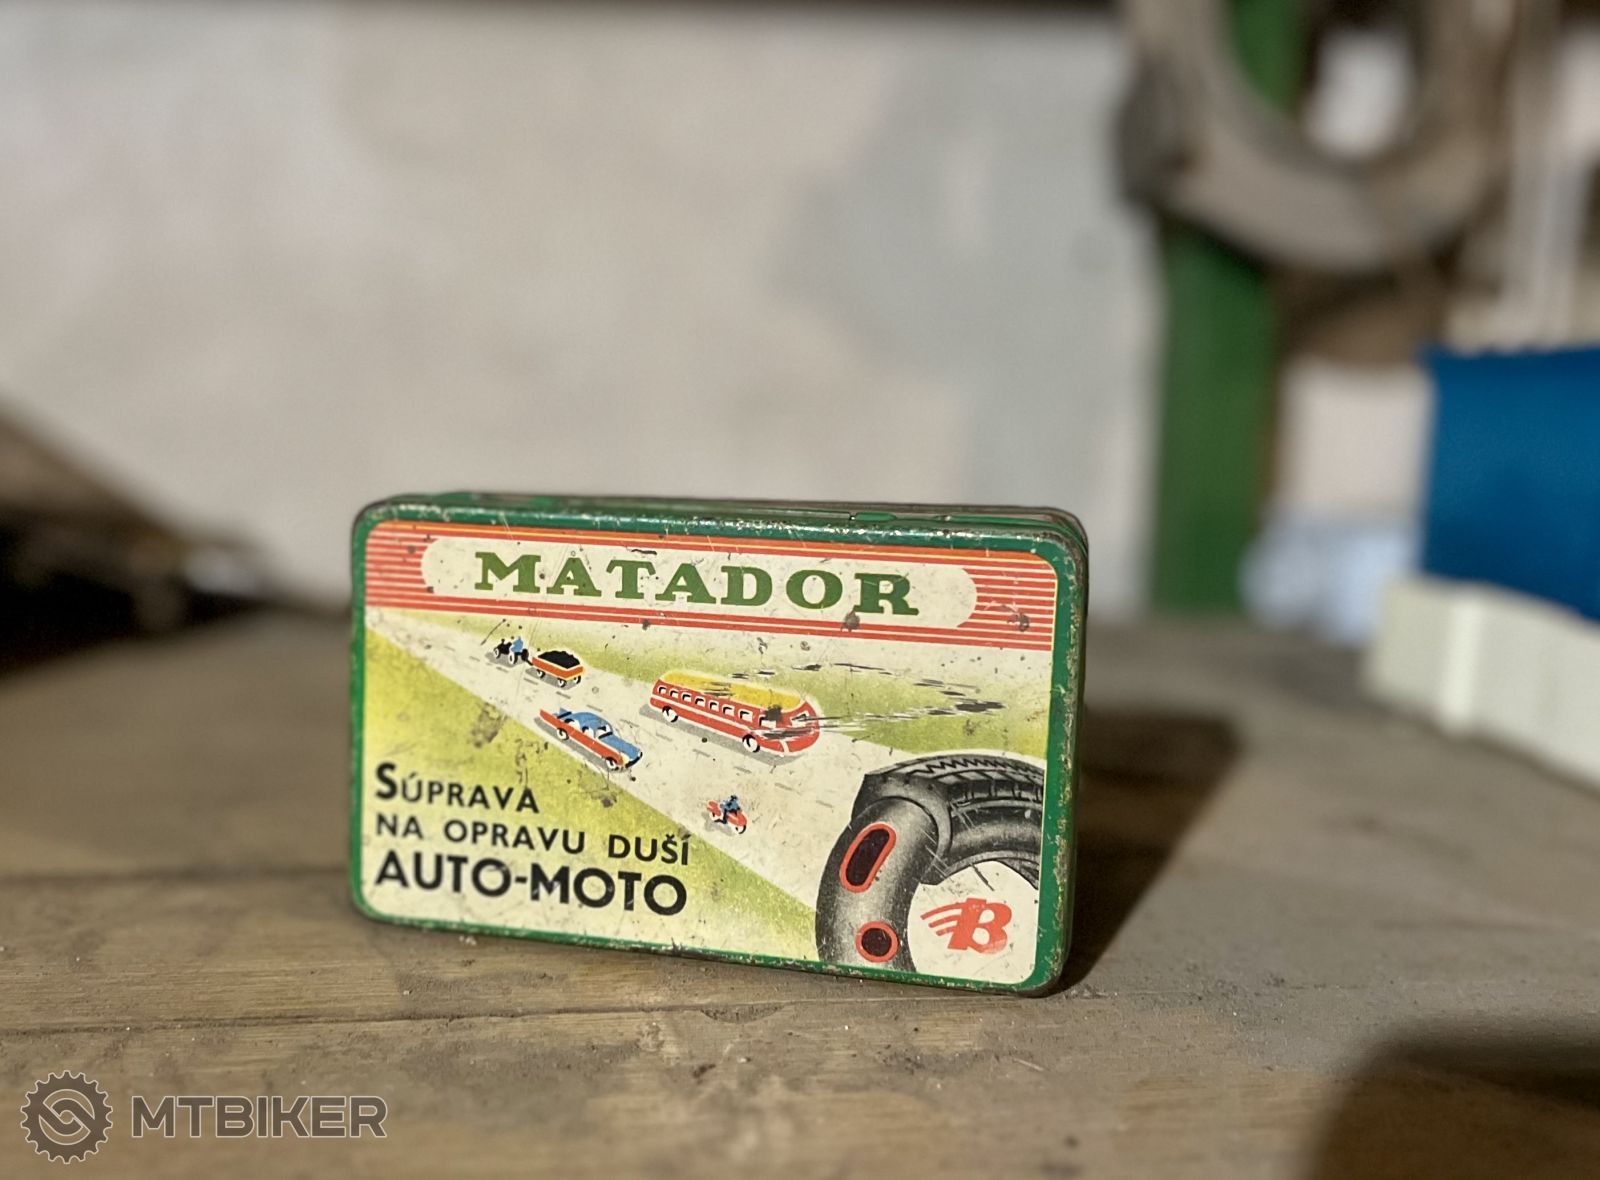 MATADOR
SÚPRAVA
NA OPRAVU DUŠÍ
AUTO-MOTO
B
MTBIKER